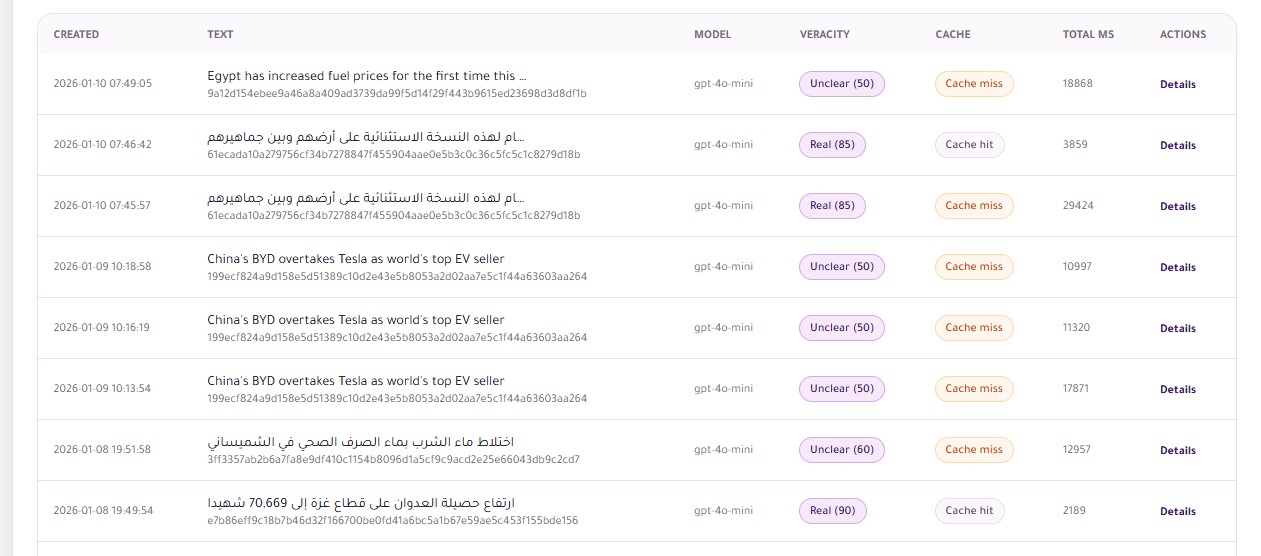 CREATED TEXT MODEL VERACITY CACHE TOTAL MS ACTIONS
2026-01-10 07:49:05 Egypt has increased fuel prices for the first time this ... gpt-4o-mini Unclear (50) Cache miss 18868 Details
9a12d154ebee9a46a8a409ad3739da99f5d14f29f443b9615ed23698d3d8df1b
2026-01-10 07:46:42 ...ام لهذه النسخة الاستثنائية على أرضهم وبين جماهيرهم gpt-4o-mini Real (85) Cache hit 3859 Details
61ecada10a279756cf34b7278847f455904aae0e5b3c0c36c5fc5c1c8279d18b
2026-01-10 07:45:57 ...ام لهذه النسخة الاستثنائية على أرضهم وبين جماهيرهم gpt-4o-mini Real (85) Cache miss 29424 Details
61ecada10a279756cf34b7278847f455904aae0e5b3c0c36c5fc5c1c8279d18b
2026-01-09 10:18:58 China's BYD overtakes Tesla as world's top EV seller gpt-4o-mini Unclear (50) Cache miss 10997 Details
199ecf824a9d158e5d51389c10d2e43e5b8053a2d02aa7e5c1f44a63603aa264
2026-01-09 10:16:19 China's BYD overtakes Tesla as world's top EV seller gpt-4o-mini Unclear (50) Cache miss 11320 Details
199ecf824a9d158e5d51389c10d2e43e5b8053a2d02aa7e5c1f44a63603aa264
2026-01-09 10:13:54 China's BYD overtakes Tesla as world's top EV seller gpt-4o-mini Unclear (50) Cache miss 17871 Details
199ecf824a9d158e5d51389c10d2e43e5b8053a2d02aa7e5c1f44a63603aa264
2026-01-08 19:51:58 اختلاط ماء الشرب بماء الصرف الصحي في الشميساني gpt-4o-mini Unclear (60) Cache miss 12957 Details
3ff3357ab2b6a7fa8e9df410c1154b8096d1a5cf9c9acd2e25e66043db9c2cd7
2026-01-08 19:49:54 ارتفاع حصيلة العدوان على قطاع غزة إلى 70,669 شهيدا gpt-4o-mini Real (90) Cache hit 2189 Details
e7b86eff9c18b7b46d32f166700be0fd41a6bc5a1b67e59ae5c453f155bde156